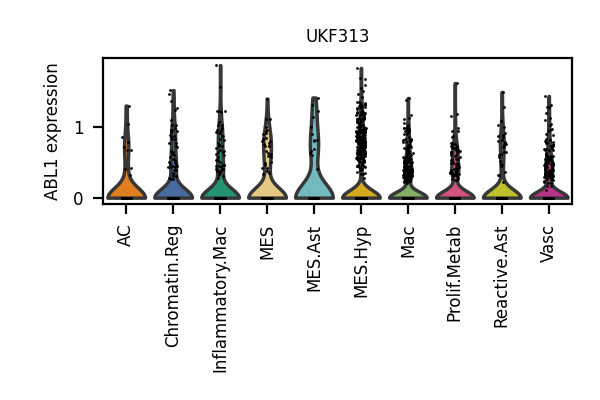 UKF313
ABL1 expression
1
0
AC
Chromatin.Reg
Inflammatory.Mac
MES
MES.Ast
MES.Hyp
Mac
Prolif.Metab
Reactive.Ast
Vasc